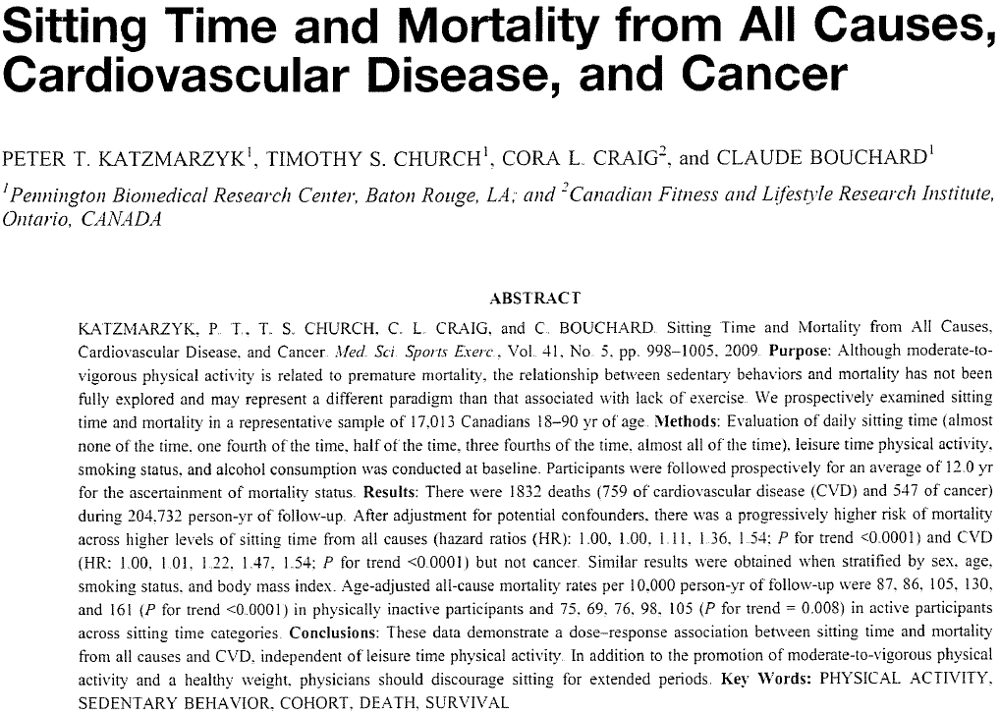 Sitting Time and Mortality from All Causes,
Cardiovascular Disease, and Cancer
PETER T. KATZMARZYK1, TIMOTHY S. CHURCH1, CORA L. CRAIG2, and CLAUDE BOUCHARD1
1Pennington Biomedical Research Center, Baton Rouge, LA; and 2Canadian Fitness and Lifestyle Research Institute,
Ontario, CANADA
ABSTRACT
KATZMARZYK, P. T., T. S. CHURCH, C. L. CRAIG, and C. BOUCHARD. Sitting Time and Mortality from All Causes,
Cardiovascular Disease, and Cancer. Med. Sci. Sports Exerc., Vol. 41, No. 5, pp. 998–1005, 2009. Purpose: Although moderate-to-
vigorous physical activity is related to premature mortality, the relationship between sedentary behaviors and mortality has not been
fully explored and may represent a different paradigm than that associated with lack of exercise. We prospectively examined sitting
time and mortality in a representative sample of 17,013 Canadians 18–90 yr of age. Methods: Evaluation of daily sitting time (almost
none of the time, one fourth of the time, half of the time, three fourths of the time, almost all of the time), leisure time physical activity,
smoking status, and alcohol consumption was conducted at baseline. Participants were followed prospectively for an average of 12.0 yr
for the ascertainment of mortality status. Results: There were 1832 deaths (759 of cardiovascular disease (CVD) and 547 of cancer)
during 204,732 person-yr of follow-up. After adjustment for potential confounders, there was a progressively higher risk of mortality
across higher levels of sitting time from all causes (hazard ratios (HR): 1.00, 1.00, 1.11, 1.36, 1.54; P for trend <0.0001) and CVD
(HR: 1.00, 1.01, 1.22, 1.47, 1.54; P for trend <0.0001) but not cancer. Similar results were obtained when stratified by sex, age,
smoking status, and body mass index. Age-adjusted all-cause mortality rates per 10,000 person-yr of follow-up were 87, 86, 105, 130,
and 161 (P for trend <0.0001) in physically inactive participants and 75, 69, 76, 98, 105 (P for trend = 0.008) in active participants
across sitting time categories. Conclusions: These data demonstrate a dose–response association between sitting time and mortality
from all causes and CVD, independent of leisure time physical activity. In addition to the promotion of moderate-to-vigorous physical
activity and a healthy weight, physicians should discourage sitting for extended periods. Key Words: PHYSICAL ACTIVITY,
SEDENTARY BEHAVIOR, COHORT, DEATH, SURVIVAL